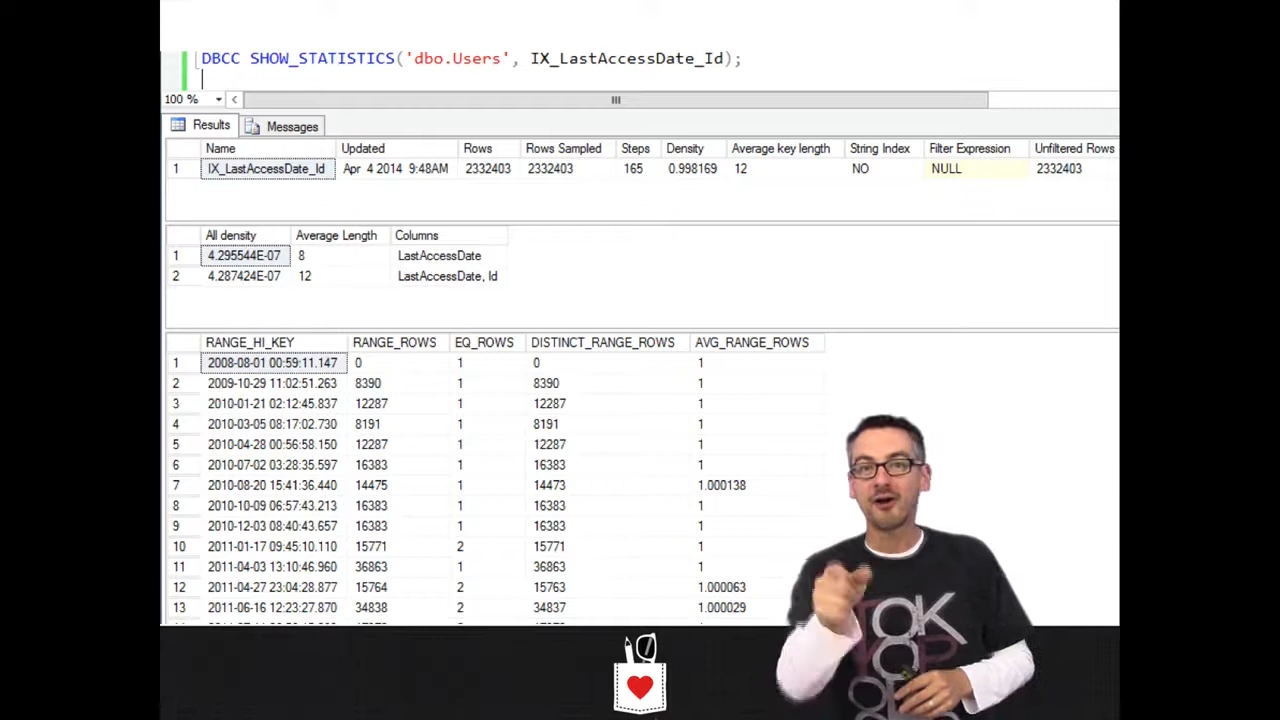 DBCC SHOW_STATISTICS('dbo.Users', IX_LastAccessDate_Id);
100 %
Results Messages
Name Updated Rows Rows Sampled Steps Density Average key length String Index Filter Expression Unfiltered Rows
1 IX_LastAccessDate_Id Apr 4 2014 9:48AM 2332403 2332403 165 0.998169 12 NO NULL 2332403
All density Average Length Columns
1 4.295544E-07 8 LastAccessDate
2 4.287424E-07 12 LastAccessDate, Id
RANGE_HI_KEY RANGE_ROWS EQ_ROWS DISTINCT_RANGE_ROWS AVG_RANGE_ROWS
1 2008-08-01 00:59:11.147 0 1 0 1
2 2009-10-29 11:02:51.263 8390 1 8390 1
3 2010-01-21 02:12:45.837 12287 1 12287 1
4 2010-03-05 08:17:02.730 8191 1 8191 1
5 2010-04-28 00:56:58.150 12287 1 12287 1
6 2010-07-02 03:28:35.597 16383 1 16383 1
7 2010-08-20 15:41:36.440 14475 1 14473 1.000138
8 2010-10-09 06:57:43.213 16383 1 16383 1
9 2010-12-03 08:40:43.657 16383 1 16383 1
10 2011-01-17 09:45:10.110 15771 2 15771 1
11 2011-04-03 13:10:46.960 36863 1 36863 1
12 2011-04-27 23:04:28.877 15764 2 15763 1.000063
13 2011-06-16 12:23:27.870 34838 2 34837 1.000029